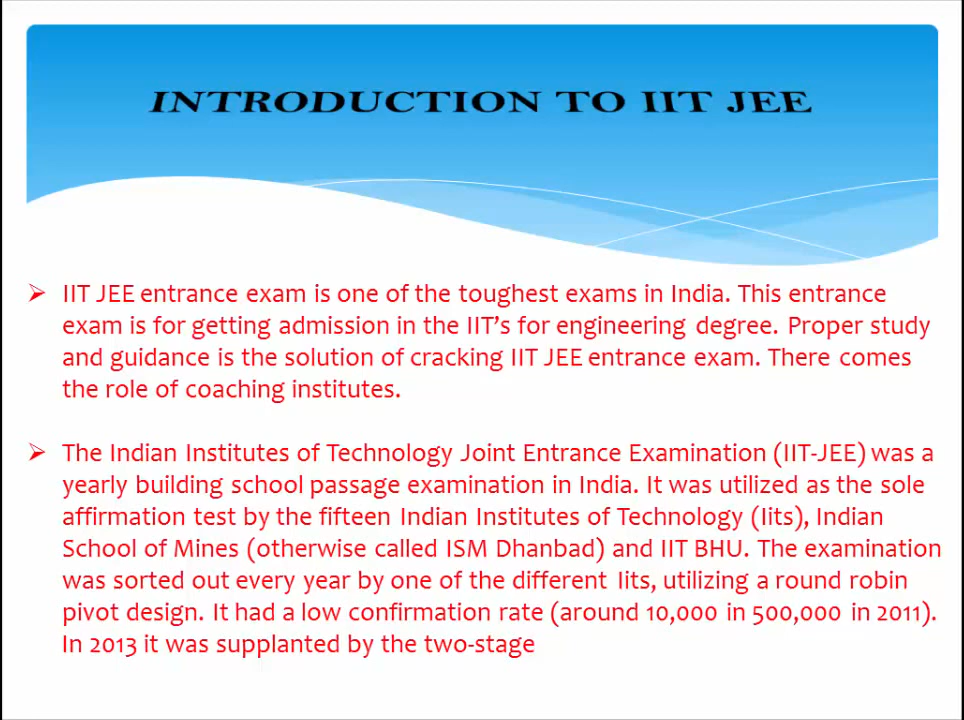 INTRODUCTION TO IIT JEE
➢ IIT JEE entrance exam is one of the toughest exams in India. This entrance
exam is for getting admission in the IIT’s for engineering degree. Proper study
and guidance is the solution of cracking IIT JEE entrance exam. There comes
the role of coaching institutes.
➢ The Indian Institutes of Technology Joint Entrance Examination (IIT-JEE) was a
yearly building school passage examination in India. It was utilized as the sole
affirmation test by the fifteen Indian Institutes of Technology (Iits), Indian
School of Mines (otherwise called ISM Dhanbad) and IIT BHU. The examination
was sorted out every year by one of the different Iits, utilizing a round robin
pivot design. It had a low confirmation rate (around 10,000 in 500,000 in 2011).
In 2013 it was supplanted by the two-stage